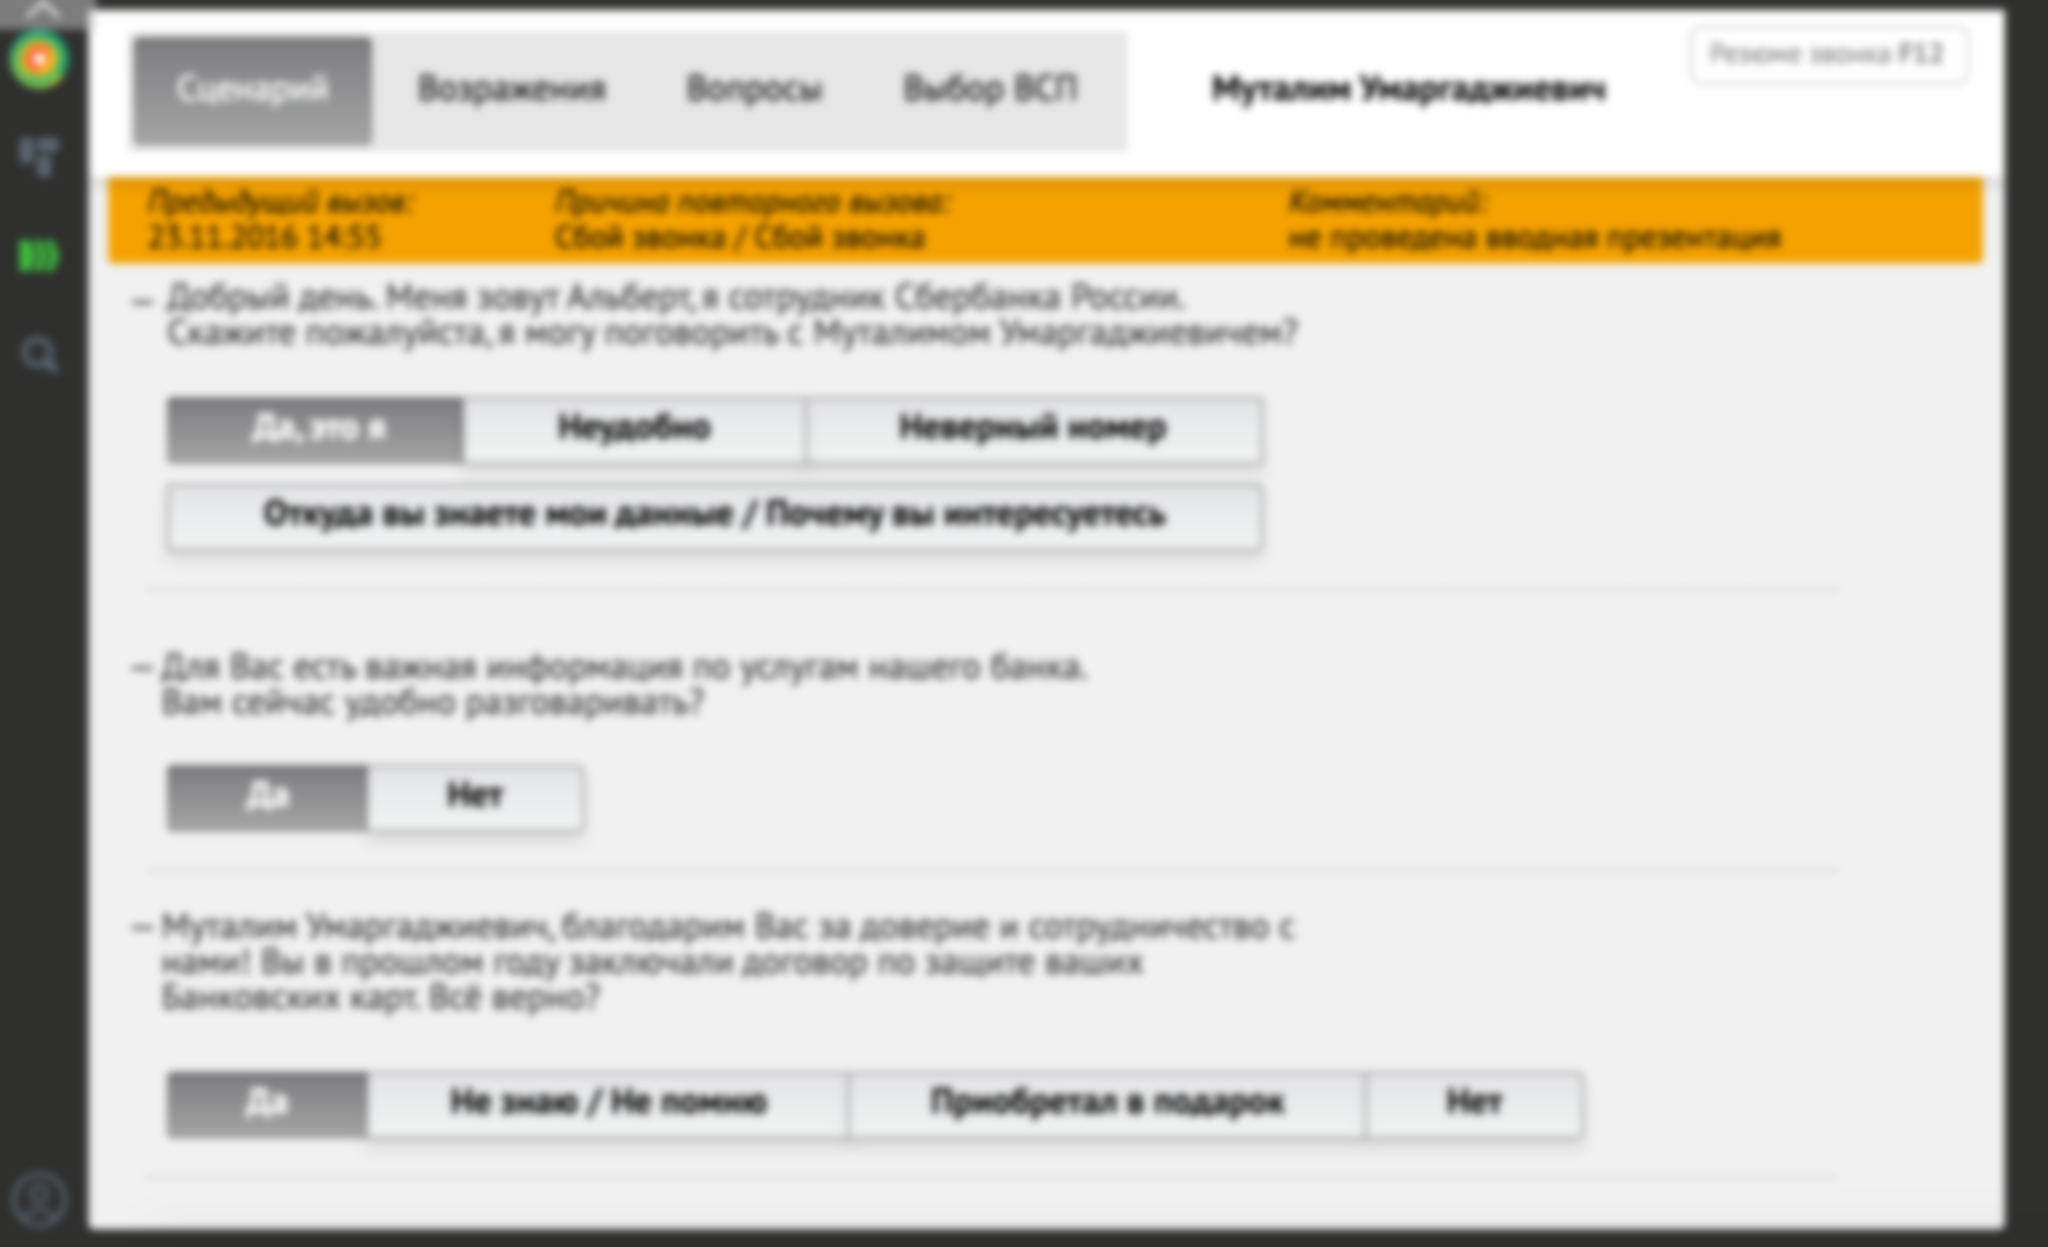 Сценарий Возражения Вопросы Выбор ВСП Муталим Умаргаджиевич Резюме звонка F12
Предыдущий вызов: Причина повторного вызова: Комментарий:
23.11.2016 14:55 Сбой звонка / Сбой звонка не проведена вводная презентация
— Добрый день. Меня зовут Альберт, я сотрудник Сбербанка России.
Скажите пожалуйста, я могу поговорить с Муталимом Умаргаджиевичем?
Да, это я Неудобно Неверный номер
Откуда вы знаете мои данные / Почему вы интересуетесь
— Для Вас есть важная информация по услугам нашего банка.
Вам сейчас удобно разговаривать?
Да Нет
— Муталим Умаргаджиевич, благодарим Вас за доверие и сотрудничество с
нами! Вы в прошлом году заключали договор по защите ваших
Банковских карт. Всё верно?
Да Не знаю / Не помню Приобретал в подарок Нет